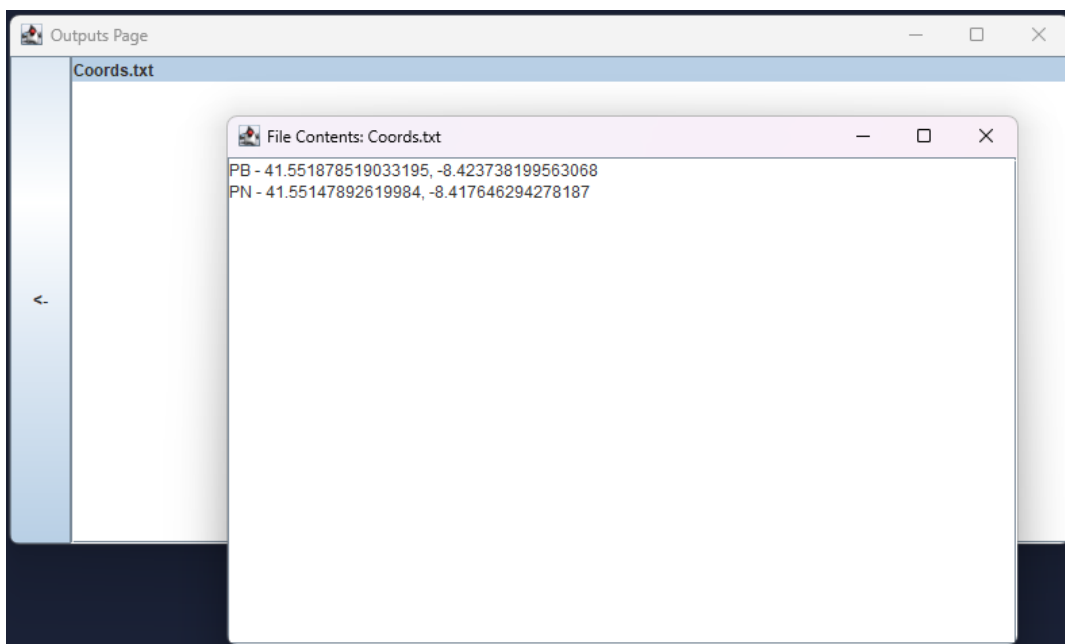 Outputs Page
Coords.txt
File Contents: Coords.txt
PB - 41.551878519033195, -8.423738199563068
PN - 41.55147892619984, -8.417646294278187
<-